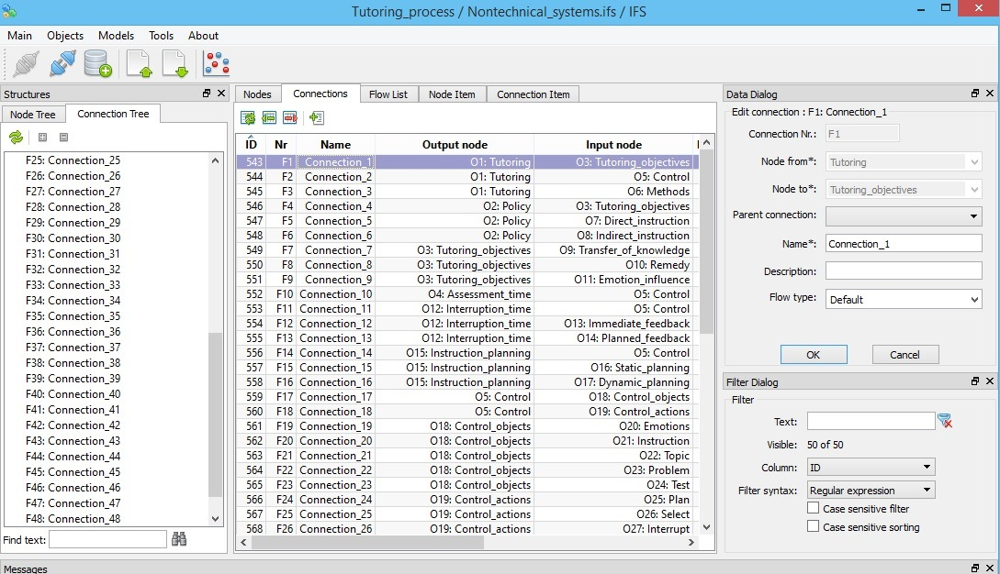 Tutoring_process / Nontechnical_systems.ifs / IFS
Main Objects Models Tools About
Structures
Node Tree Connection Tree
F25: Connection_25
F26: Connection_26
F27: Connection_27
F28: Connection_28
F29: Connection_29
F30: Connection_30
F31: Connection_31
F32: Connection_32
F33: Connection_33
F34: Connection_34
F35: Connection_35
F36: Connection_36
F37: Connection_37
F38: Connection_38
F39: Connection_39
F40: Connection_40
F41: Connection_41
F42: Connection_42
F43: Connection_43
F44: Connection_44
F45: Connection_45
F46: Connection_46
F47: Connection_47
F48: Connection_48
Find text:
Nodes Connections Flow List Node Item Connection Item
ID Nr Name Output node Input node
543 F1 Connection_1 O1: Tutoring O3: Tutoring_objectives
544 F2 Connection_2 O1: Tutoring O5: Control
545 F3 Connection_3 O1: Tutoring O6: Methods
546 F4 Connection_4 O2: Policy O3: Tutoring_objectives
547 F5 Connection_5 O2: Policy O7: Direct_instruction
548 F6 Connection_6 O2: Policy O8: Indirect_instruction
549 F7 Connection_7 O3: Tutoring_objectives O9: Transfer_of_knowledge
550 F8 Connection_8 O3: Tutoring_objectives O10: Remedy
551 F9 Connection_9 O3: Tutoring_objectives O11: Emotion_influence
552 F10 Connection_10 O4: Assessment_time O5: Control
553 F11 Connection_11 O12: Interruption_time O5: Control
554 F12 Connection_12 O12: Interruption_time O13: Immediate_feedback
555 F13 Connection_13 O12: Interruption_time O14: Planned_feedback
556 F14 Connection_14 O15: Instruction_planning O5: Control
557 F15 Connection_15 O15: Instruction_planning O16: Static_planning
558 F16 Connection_16 O15: Instruction_planning O17: Dynamic_planning
559 F17 Connection_17 O5: Control O18: Control_objects
560 F18 Connection_18 O5: Control O19: Control_actions
561 F19 Connection_19 O18: Control_objects O20: Emotions
562 F20 Connection_20 O18: Control_objects O21: Instruction
563 F21 Connection_21 O18: Control_objects O22: Topic
564 F22 Connection_22 O18: Control_objects O23: Problem
565 F23 Connection_23 O18: Control_objects O24: Test
566 F24 Connection_24 O19: Control_actions O25: Plan
567 F25 Connection_25 O19: Control_actions O26: Select
568 F26 Connection_26 O19: Control_actions O27: Interrupt
Data Dialog
Edit connection : F1: Connection_1
Connection Nr.: F1
Node from*: Tutoring
Node to*: Tutoring_objectives
Parent connection:
Name*: Connection_1
Description:
Flow type: Default
OK Cancel
Filter Dialog
Filter
Text:
Visible: 50 of 50
Column: ID
Filter syntax: Regular expression
Case sensitive filter
Case sensitive sorting
Messages